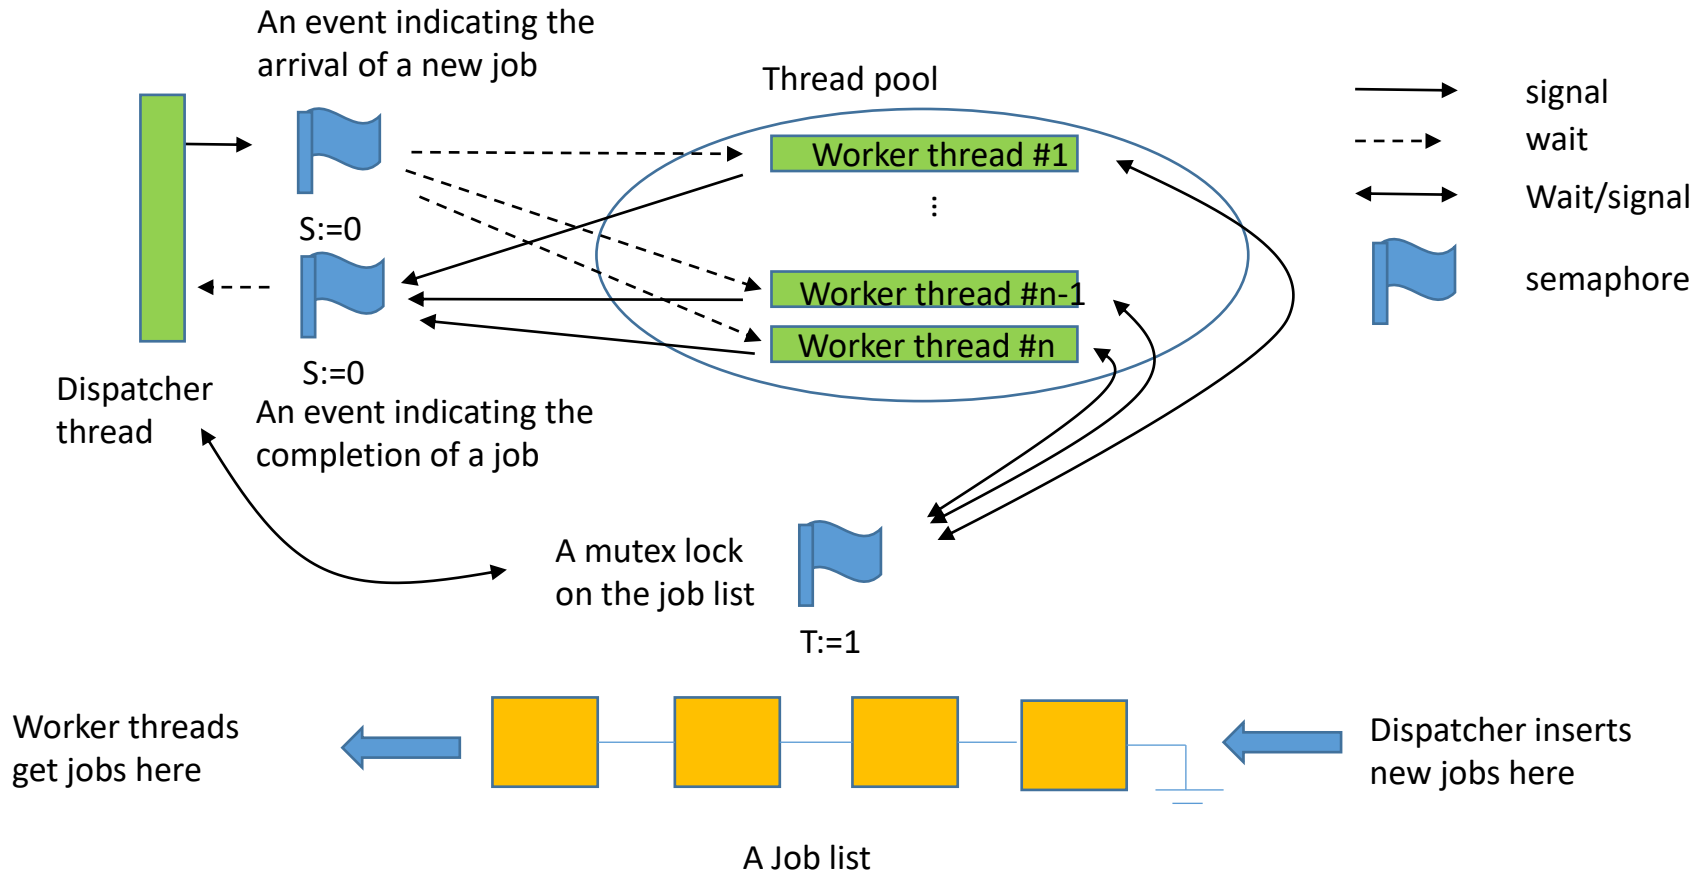 An event indicating the
arrival of a new job
Thread pool
signal
wait
Wait/signal
semaphore
Worker thread #1
...
Worker thread #n-1
Worker thread #n
S:=0
S:=0
Dispatcher
thread
An event indicating the
completion of a job
A mutex lock
on the job list
T:=1
Worker threads
get jobs here
Dispatcher inserts
new jobs here
A Job list